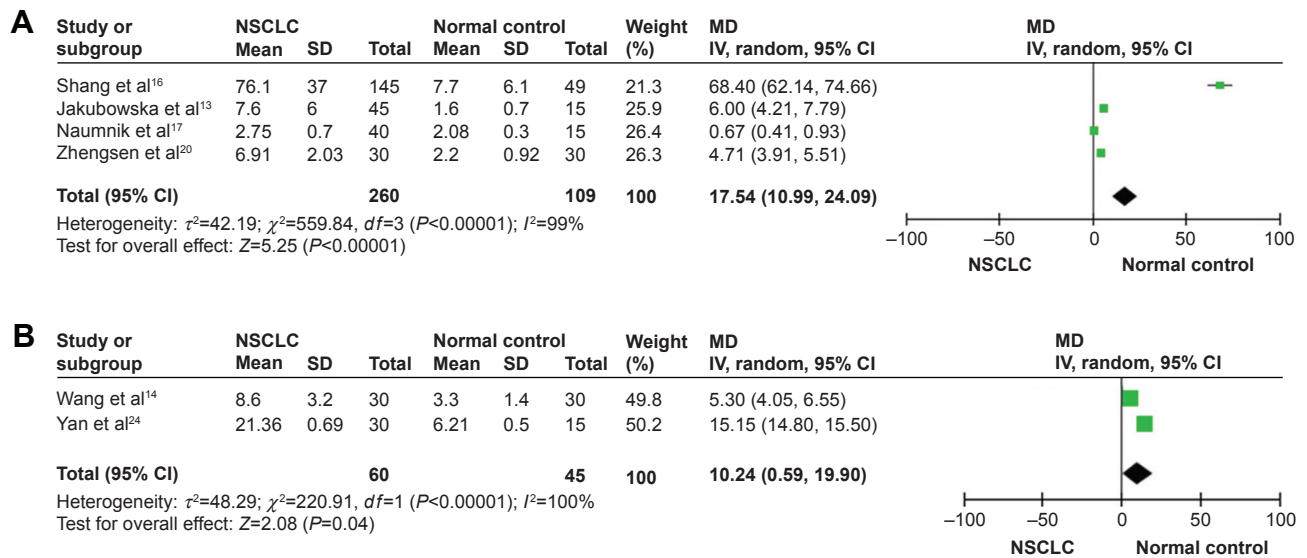 A
Study or subgroup NSCLC Mean SD Total Normal control Mean SD Total Weight (%) MD IV, random, 95% CI MD IV, random, 95% CI
Shang et al16 76.1 37 145 7.7 6.1 49 21.3 68.40 (62.14, 74.66)
Jakubowska et al13 7.6 6 45 1.6 0.7 15 25.9 6.00 (4.21, 7.79)
Naumnik et al17 2.75 0.7 40 2.08 0.3 15 26.4 0.67 (0.41, 0.93)
Zhengsen et al20 6.91 2.03 30 2.2 0.92 30 26.3 4.71 (3.91, 5.51)
Total (95% CI) 260 109 100 17.54 (10.99, 24.09)
Heterogeneity: τ²=42.19; χ²=559.84, df=3 (P<0.00001); I²=99%
Test for overall effect: Z=5.25 (P<0.00001)
–100 –50 0 50 100
NSCLC Normal control
B
Study or subgroup NSCLC Mean SD Total Normal control Mean SD Total Weight (%) MD IV, random, 95% CI MD IV, random, 95% CI
Wang et al14 8.6 3.2 30 3.3 1.4 30 49.8 5.30 (4.05, 6.55)
Yan et al24 21.36 0.69 30 6.21 0.5 15 50.2 15.15 (14.80, 15.50)
Total (95% CI) 60 45 100 10.24 (0.59, 19.90)
Heterogeneity: τ²=48.29; χ²=220.91, df=1 (P<0.00001); I²=100%
Test for overall effect: Z=2.08 (P=0.04)
–100 –50 0 50 100
NSCLC Normal control